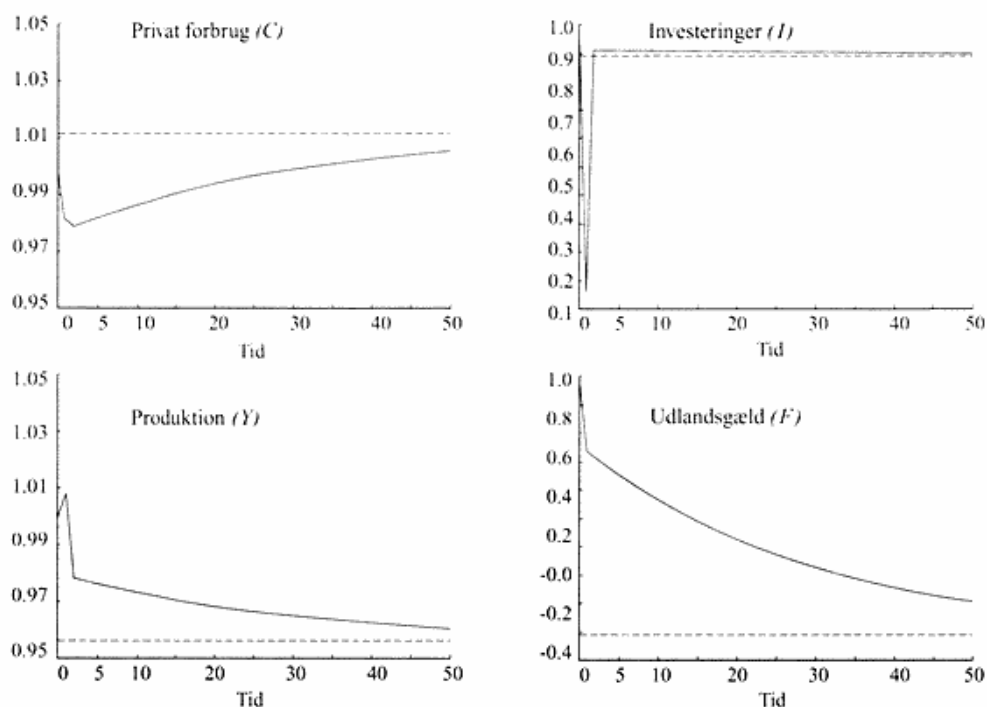 Privat forbrug (C)
1.05
1.03
1.01
0.99
0.97
0.95
0 5 10 20 30 40 50
Tid
Investeringer (I)
1.0
0.9
0.8
0.7
0.6
0.5
0.4
0.3
0.2
0.1
0 5 10 20 30 40 50
Tid
Produktion (Y)
1.05
1.03
1.01
0.99
0.97
0.95
0 5 10 20 30 40 50
Tid
Udlandsgæld (F)
1.0
0.8
0.6
0.4
0.2
-0.0
-0.2
-0.4
0 5 10 20 30 40 50
Tid